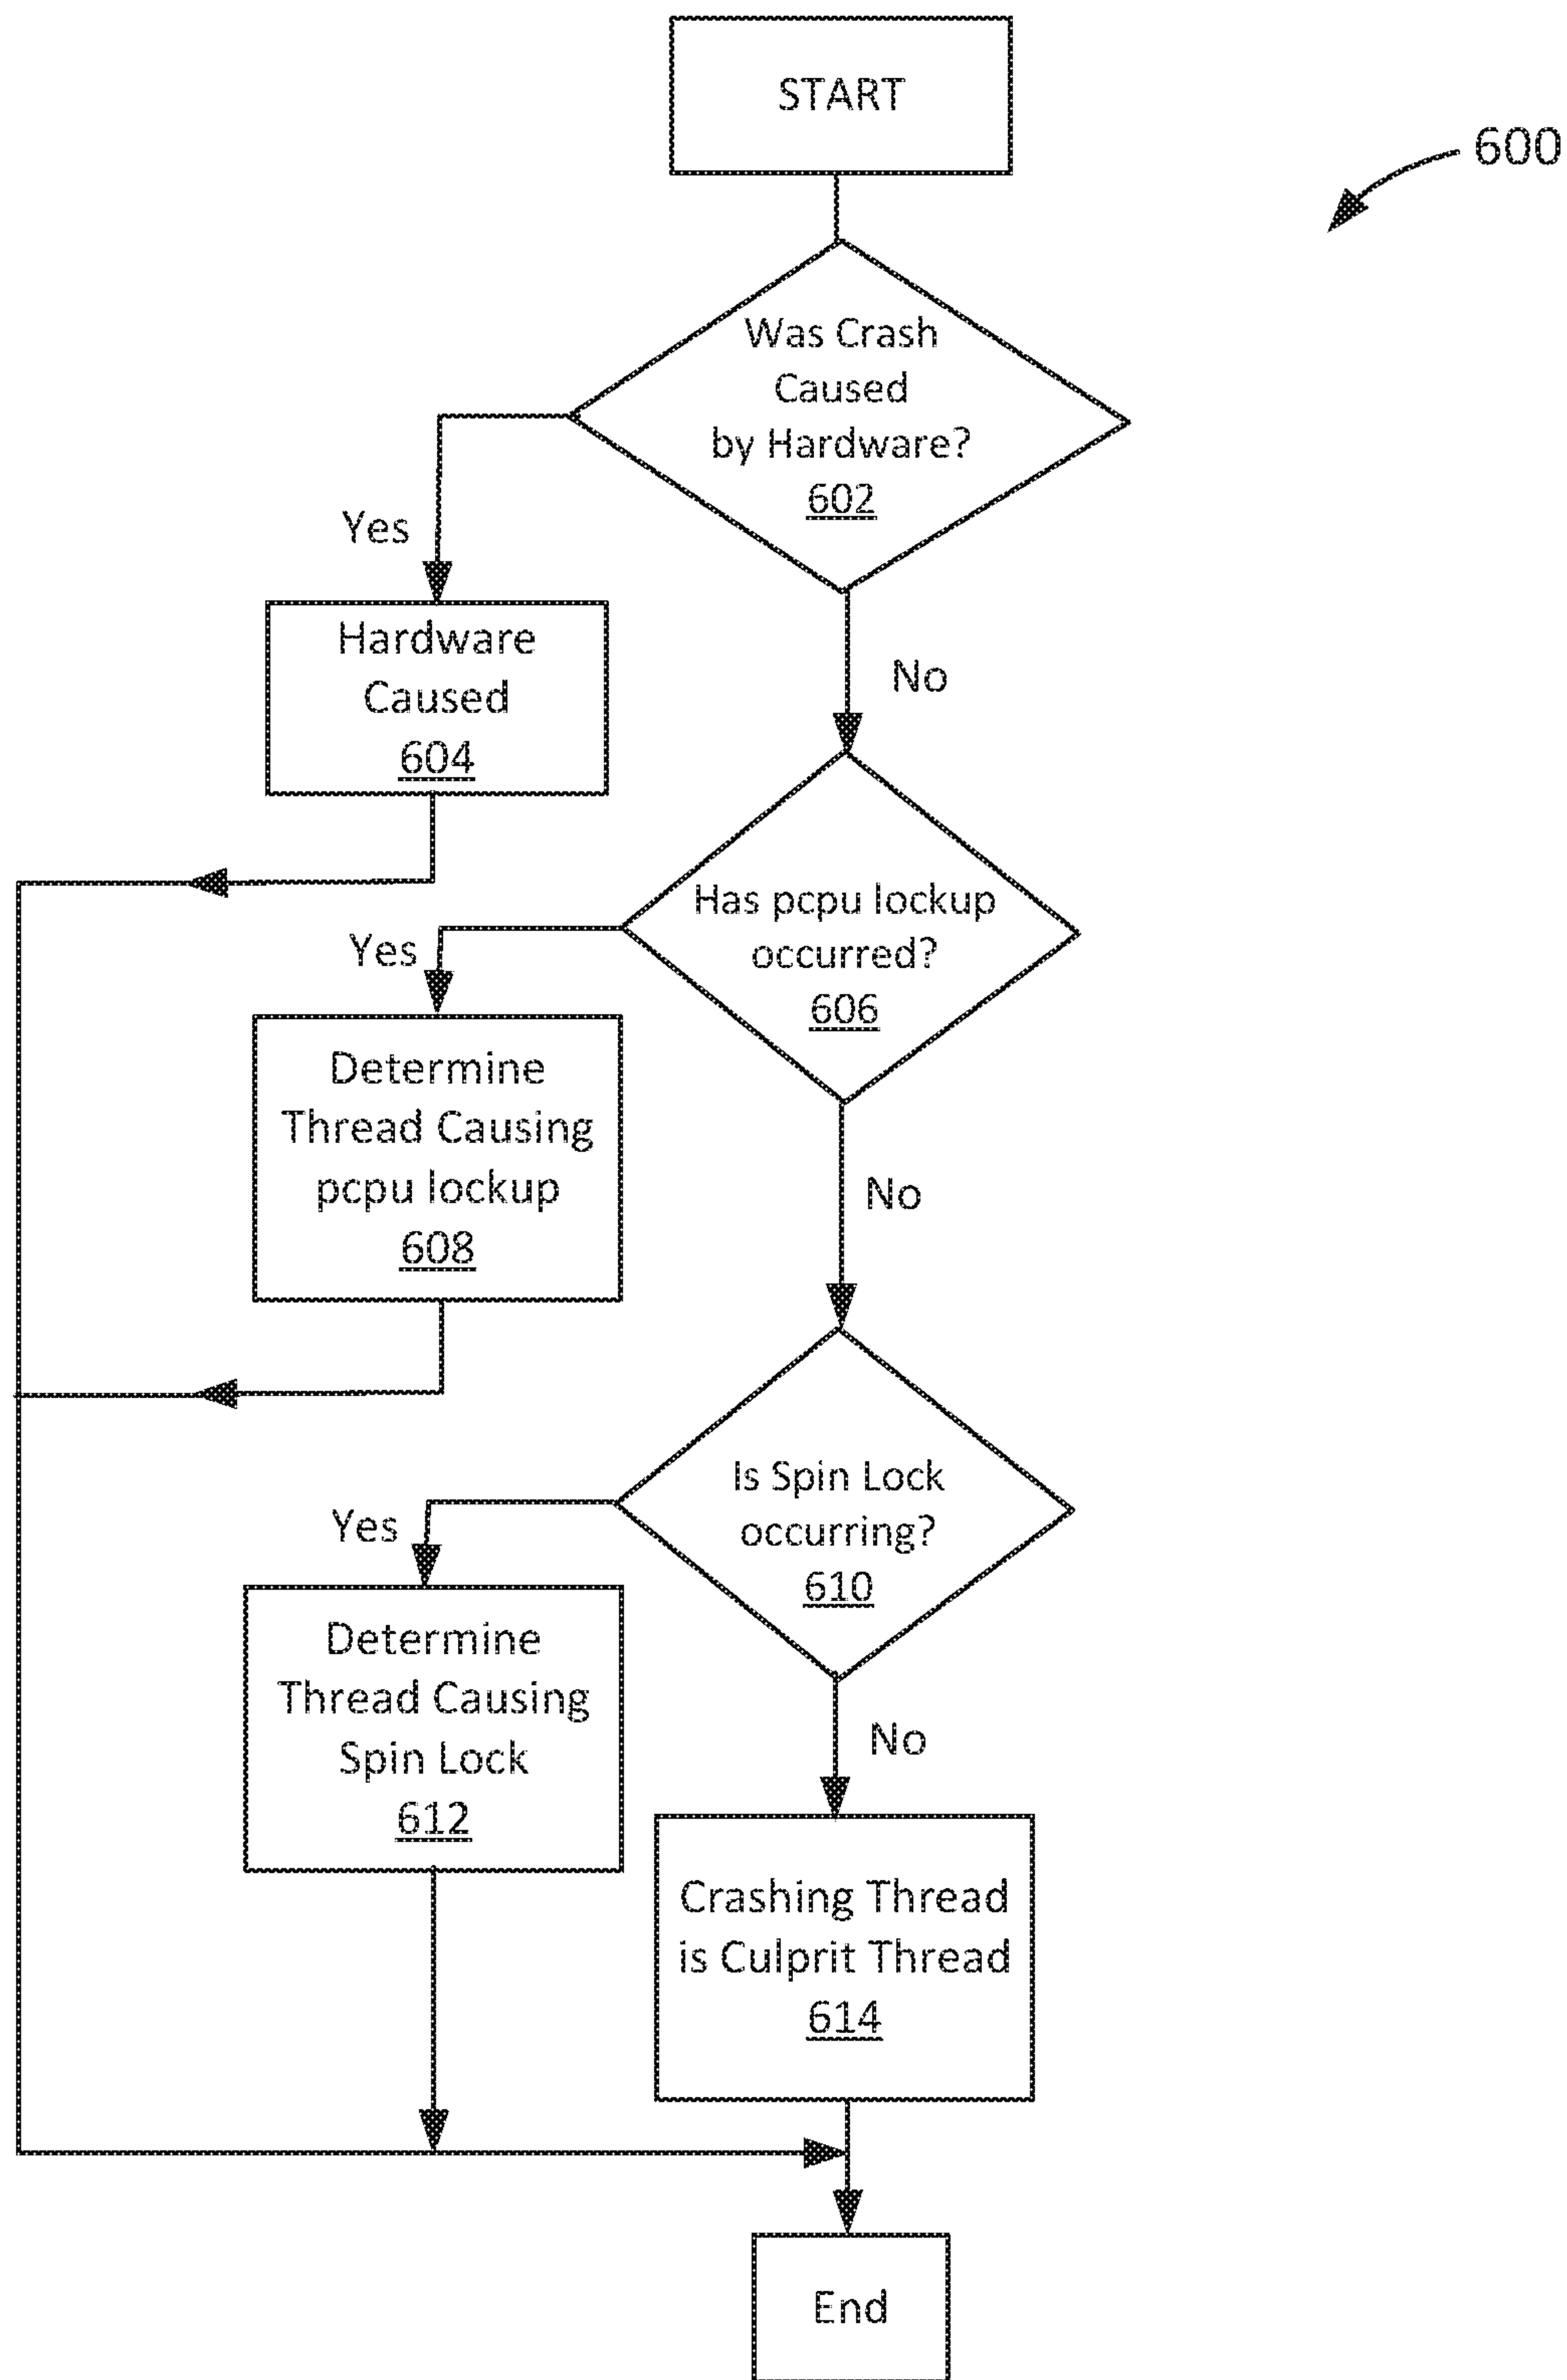 START
600
Was Crash
Caused
by Hardware?
602
Yes
Hardware
Caused
604
No
Has pcpu lockup
occurred?
606
Yes
Determine
Thread Causing
pcpu lockup
608
No
Is Spin Lock
occurring?
610
Yes
Determine
Thread Causing
Spin Lock
612
No
Crashing Thread
is Culprit Thread
614
End